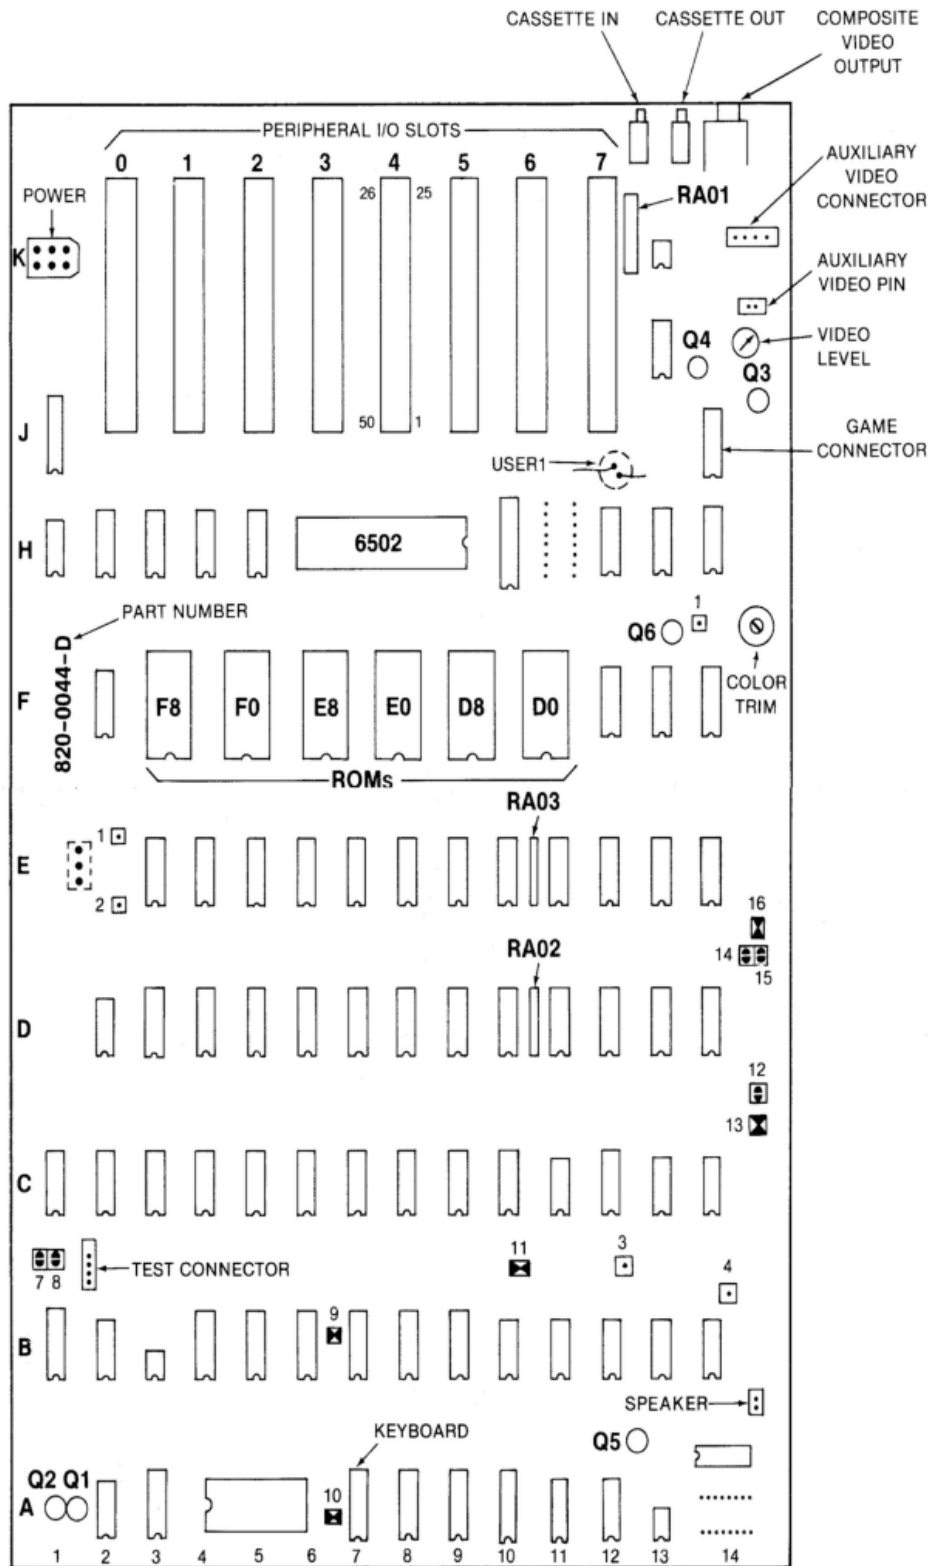 CASSETTE IN
CASSETTE OUT
COMPOSITE
VIDEO
OUTPUT
PERIPHERAL I/O SLOTS
0 1 2 3 4 5 6 7
AUXILIARY
VIDEO
CONNECTOR
POWER
26 25
RA01
K
AUXILIARY
VIDEO PIN
Q4
VIDEO
LEVEL
Q3
50 1
J
GAME
CONNECTOR
USER1
H
6502
PART NUMBER
1
Q6
820-0044-D
COLOR
TRIM
F
F8 F0 E8 E0 D8 D0
ROMs
RA03
1
E
2
16
14
15
RA02
D
12
13
C
7 8
TEST CONNECTOR
11
3
4
9
B
SPEAKER
KEYBOARD
Q5
Q2 Q1
A
10
1 2 3 4 5 6 7 8 9 10 11 12 13 14